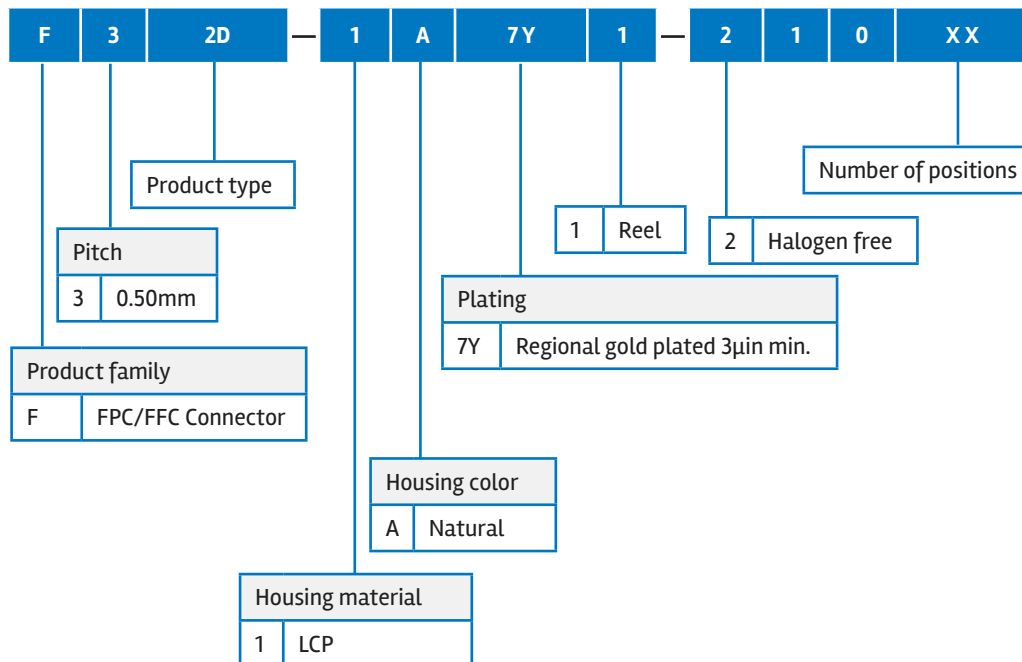 F 3 2D — 1 A 7Y 1 — 2 1 0 X X
Number of positions
Product type
1 Reel
2 Halogen free
Pitch
3 0.50mm
Plating
7Y Regional gold plated 3µin min.
Product family
F FPC/FFC Connector
Housing color
A Natural
Housing material
1 LCP